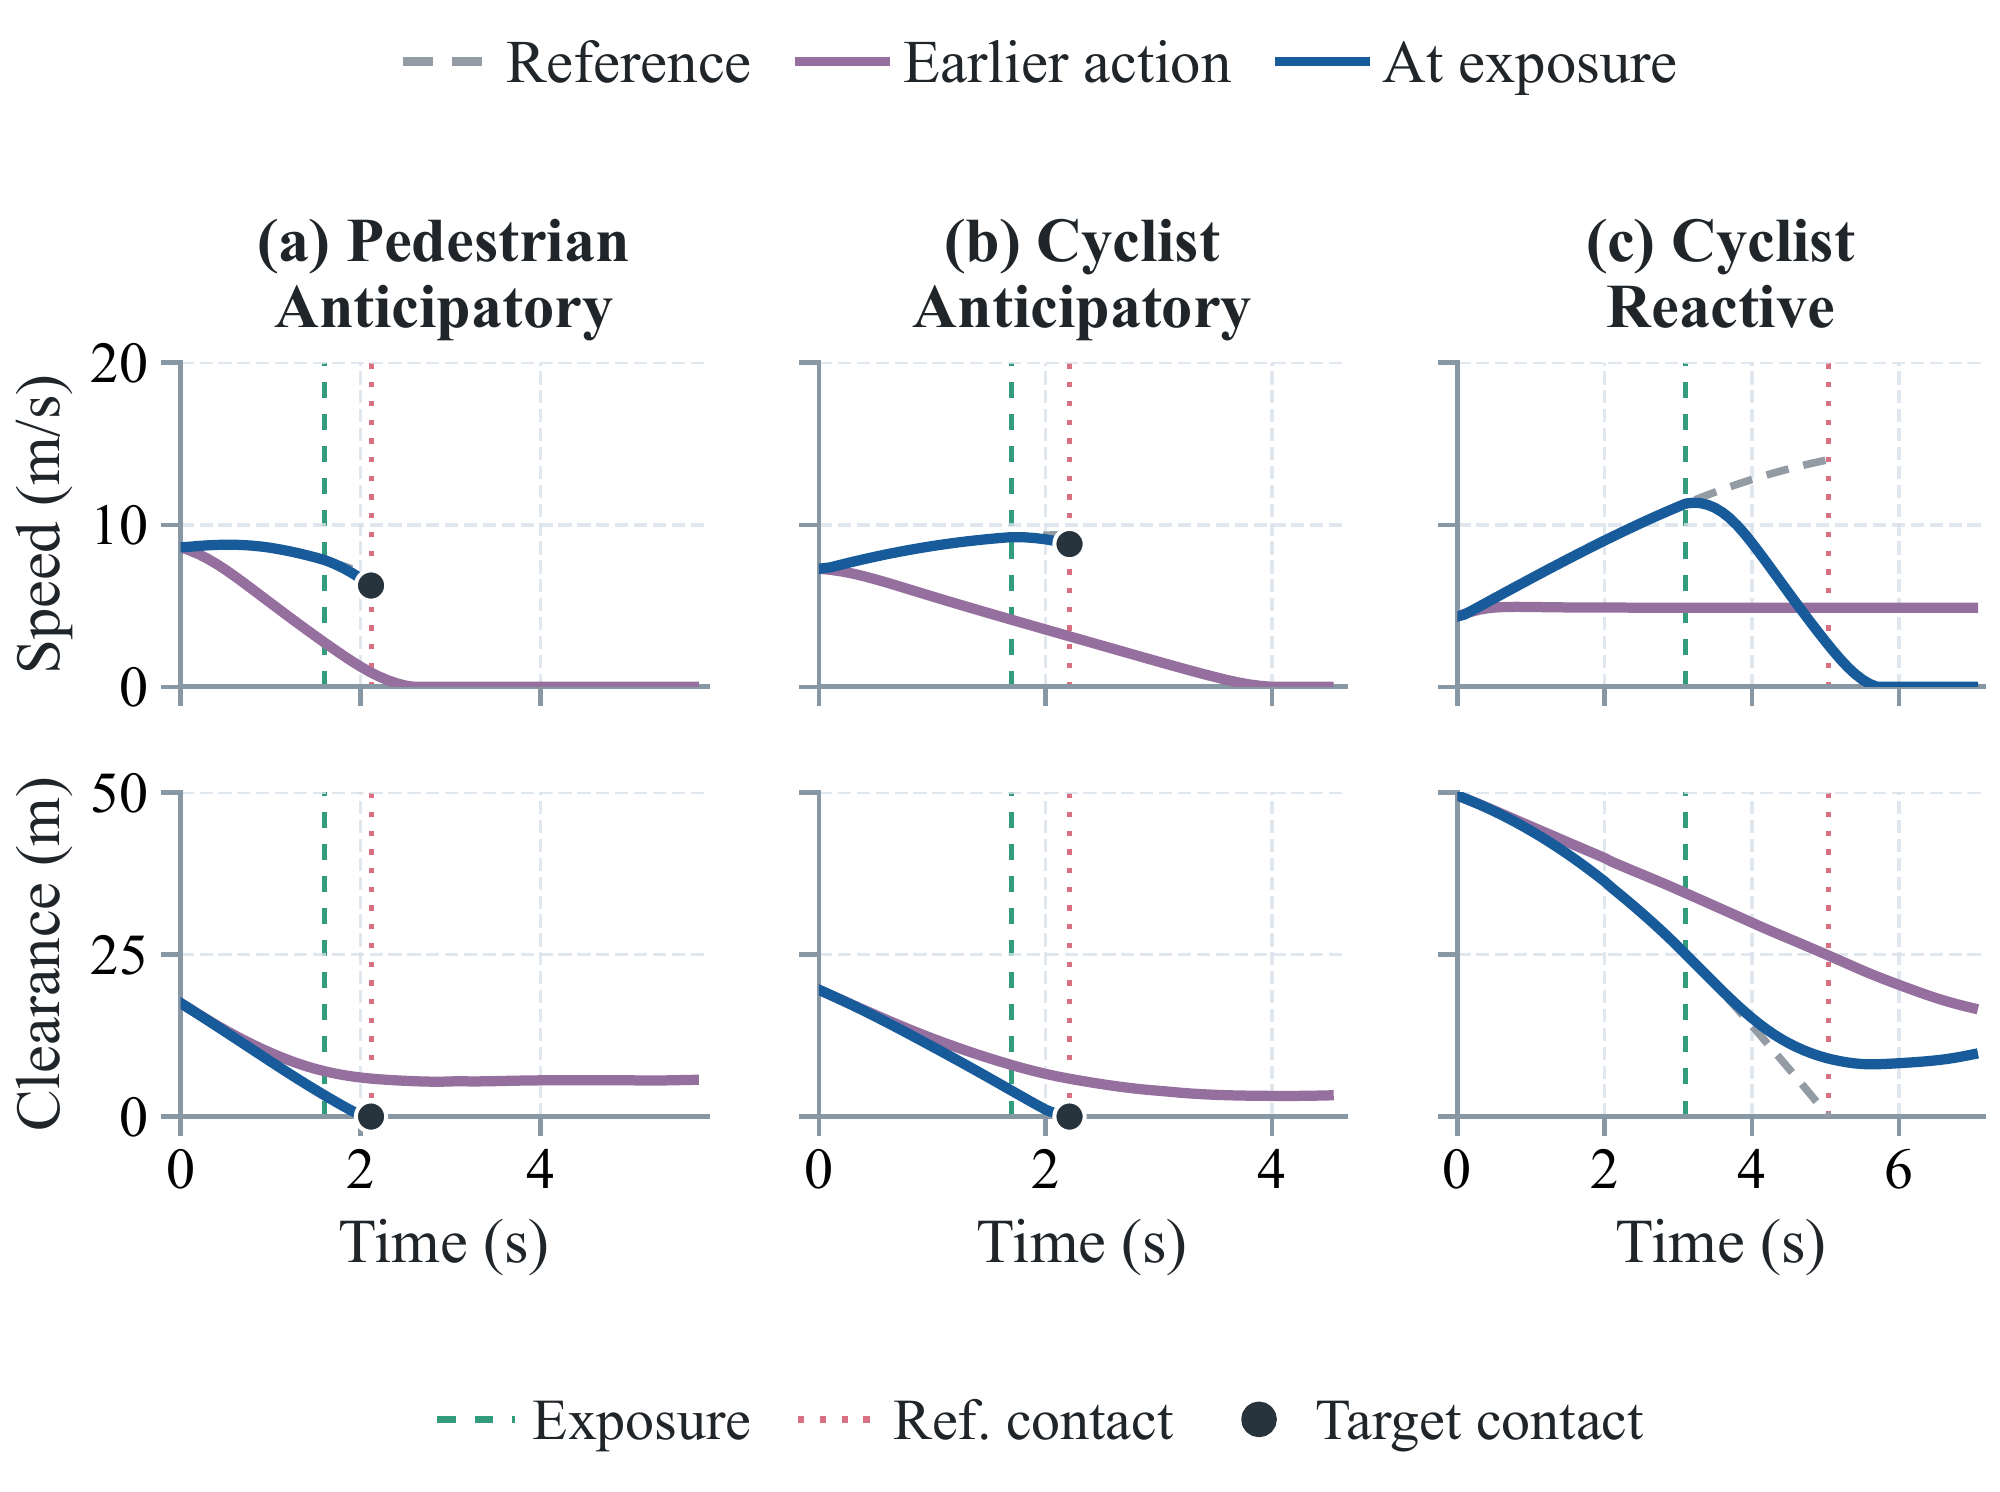 Reference Earlier action At exposure
(a) Pedestrian
Anticipatory
(b) Cyclist
Anticipatory
(c) Cyclist
Reactive
Speed (m/s)
20
10
0
Clearance (m)
50
25
0
0 2 4
0 2 4
0 2 4 6
Time (s) Time (s) Time (s)
Exposure Ref. contact Target contact